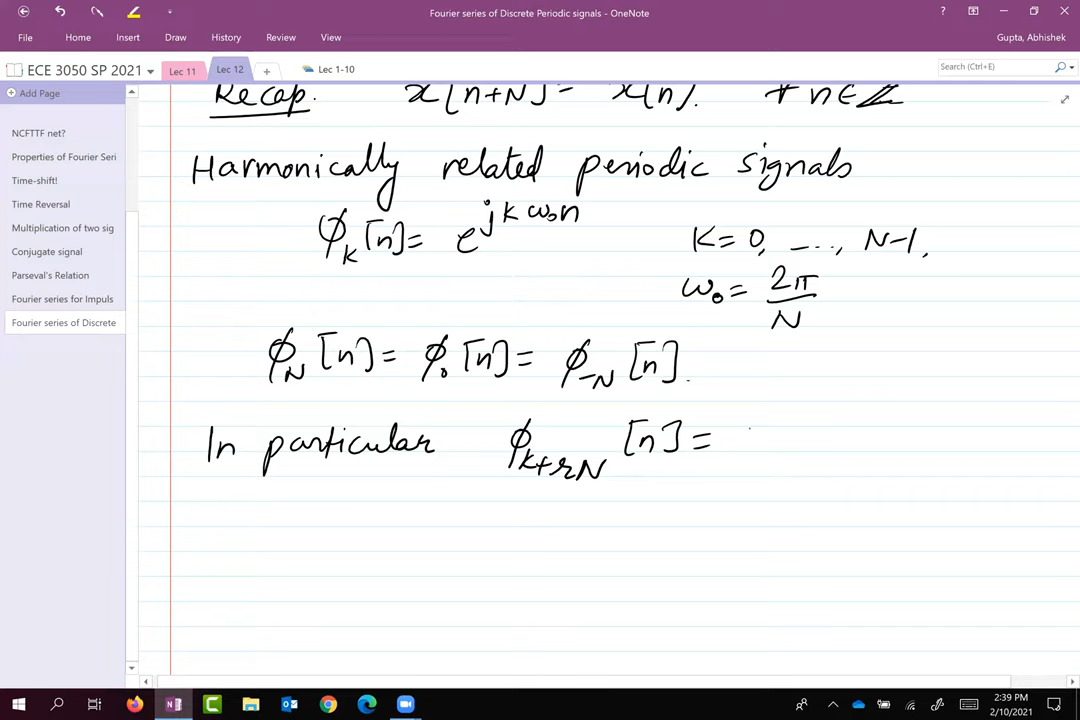 Fourier series of Discrete Periodic signals - OneNote
Gupta, Abhishek
File Home Insert Draw History Review View
ECE 3050 SP 2021 Lec 11 Lec 12 + Lec 1-10 Search (Ctrl+E)
Add Page
NCFTTF net?
Properties of Fourier Seri
Time-shift!
Time Reversal
Multiplication of two sig
Conjugate signal
Parseval's Relation
Fourier series for Impuls
Fourier series of Discrete
Recap. x[n+N] = x[n]. ∀ n ∈ ℤ
Harmonically related periodic signals
ϕ_k [n] = e^{jkω₀n} K = 0, ..., N-1,
ω₀ = 2π/N
ϕ_N [n] = ϕ₀ [n] = ϕ_{-N} [n].
In particular ϕ_{k+rN} [n] =
2:39 PM
2/10/2021